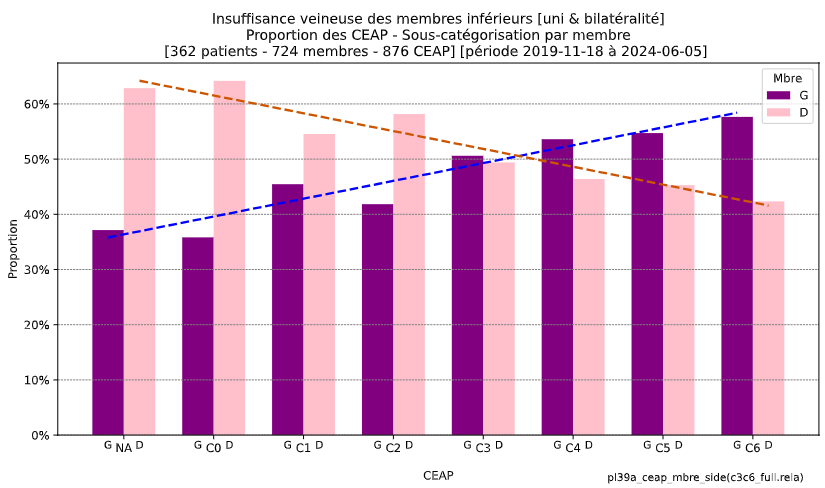 Insuffisance veineuse des membres inférieurs [uni & bilatéralité]
Proportion des CEAP - Sous-catégorisation par membre
[362 patients - 724 membres - 876 CEAP] [période 2019-11-18 à 2024-06-05]
Mbre
G
D
60%
50%
40%
30%
20%
10%
0%
Proportion
G NA D
G C0 D
G C1 D
G C2 D
G C3 D
G C4 D
G C5 D
G C6 D
CEAP
pl39a_ceap_mbre_side(c3c6_full.rela)